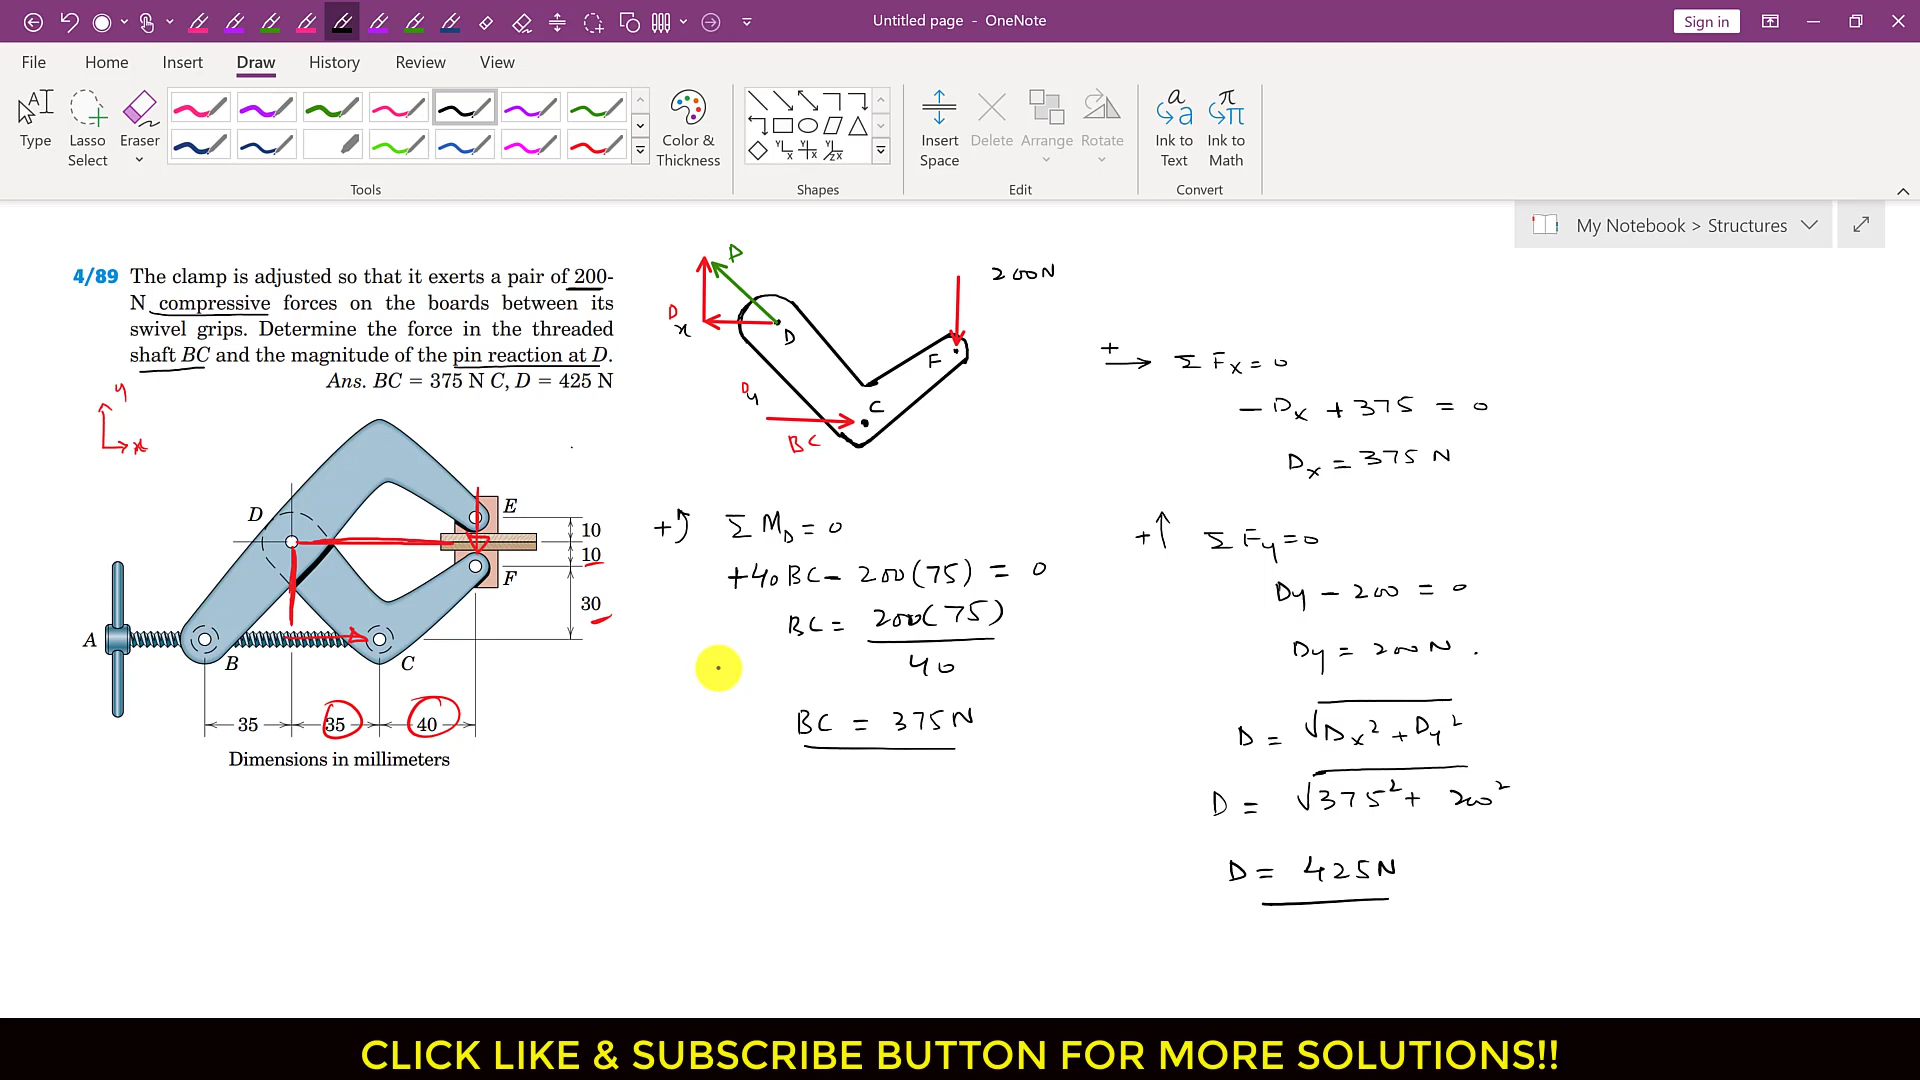 Untitled page - OneNote
Sign in
File Home Insert Draw History Review View
Type
Lasso Select
Eraser
Color & Thickness
Insert Space
Delete
Arrange
Rotate
Ink to Text
Ink to Math
Tools
Shapes
Edit
Convert
My Notebook > Structures
4/89 The clamp is adjusted so that it exerts a pair of 200-
N compressive forces on the boards between its
swivel grips. Determine the force in the threaded
shaft BC and the magnitude of the pin reaction at D.
Ans. BC = 375 N C, D = 425 N
y
x
D
E
10
10
F
30
A
B
C
35 35 40
Dimensions in millimeters
D
200N
Dx
D
F
Dy
C
BC
+ ΣMD = 0
+40BC - 200(75) = 0
BC = 200(75)
40
BC = 375N
+ → ΣFx = 0
- Dx + 375 = 0
Dx = 375 N
+↑ ΣFy = 0
Dy - 200 = 0
Dy = 200N .
D = √Dx² + Dy²
D = √375² + 200²
D = 425N
CLICK LIKE & SUBSCRIBE BUTTON FOR MORE SOLUTIONS!!